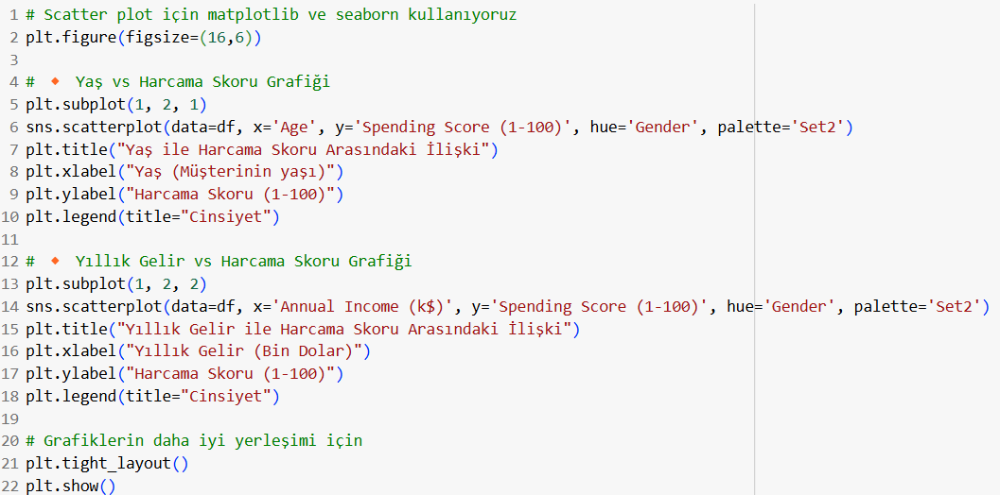 1 # Scatter plot için matplotlib ve seaborn kullanıyoruz
2 plt.figure(figsize=(16,6))
3
4 # 🔸 Yaş vs Harcama Skoru Grafiği
5 plt.subplot(1, 2, 1)
6 sns.scatterplot(data=df, x='Age', y='Spending Score (1-100)', hue='Gender', palette='Set2')
7 plt.title("Yaş ile Harcama Skoru Arasındaki İlişki")
8 plt.xlabel("Yaş (Müşterinin yaşı)")
9 plt.ylabel("Harcama Skoru (1-100)")
10 plt.legend(title="Cinsiyet")
11
12 # 🔸 Yıllık Gelir vs Harcama Skoru Grafiği
13 plt.subplot(1, 2, 2)
14 sns.scatterplot(data=df, x='Annual Income (k$)', y='Spending Score (1-100)', hue='Gender', palette='Set2')
15 plt.title("Yıllık Gelir ile Harcama Skoru Arasındaki İlişki")
16 plt.xlabel("Yıllık Gelir (Bin Dolar)")
17 plt.ylabel("Harcama Skoru (1-100)")
18 plt.legend(title="Cinsiyet")
19
20 # Grafiklerin daha iyi yerleşimi için
21 plt.tight_layout()
22 plt.show()